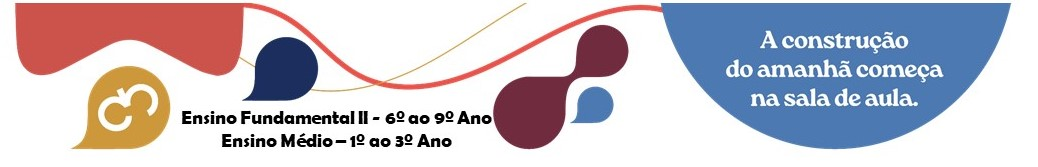 Ensino Fundamental II - 6º ao 9º Ano
Ensino Médio – 1º ao 3º Ano
A construção
do amanhã começa
na sala de aula.